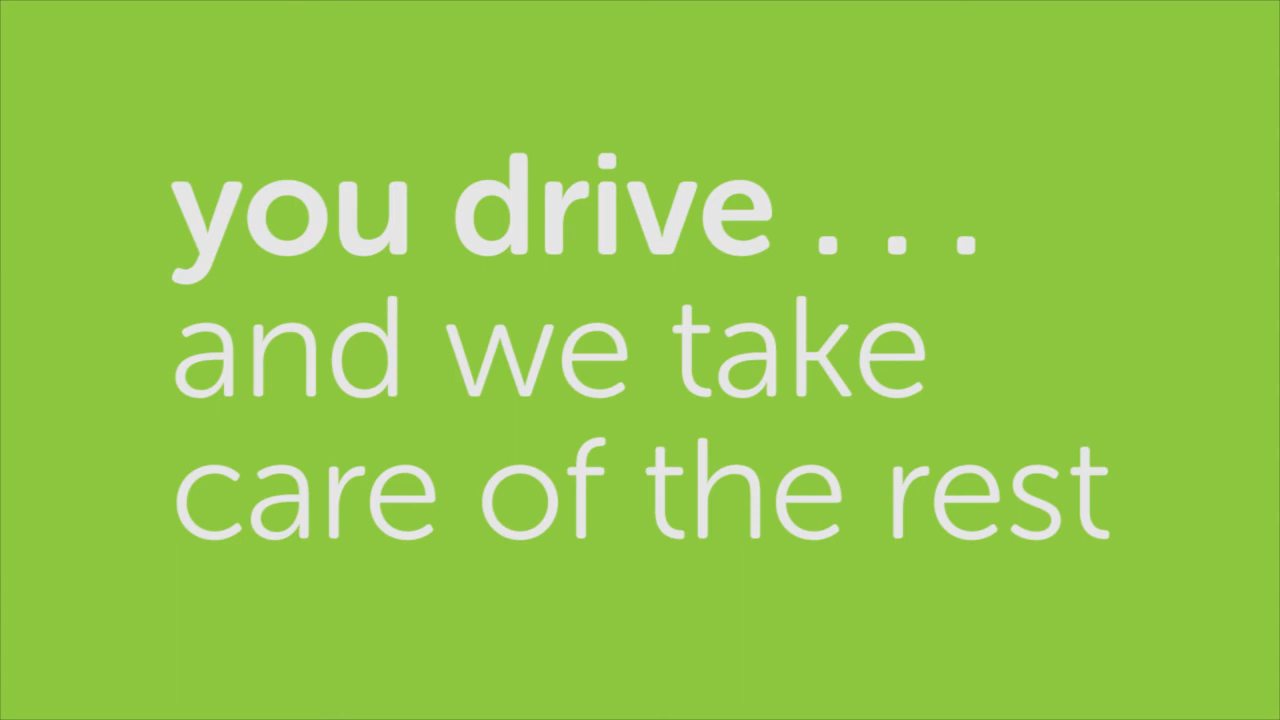 you drive . . .
and we take
care of the rest